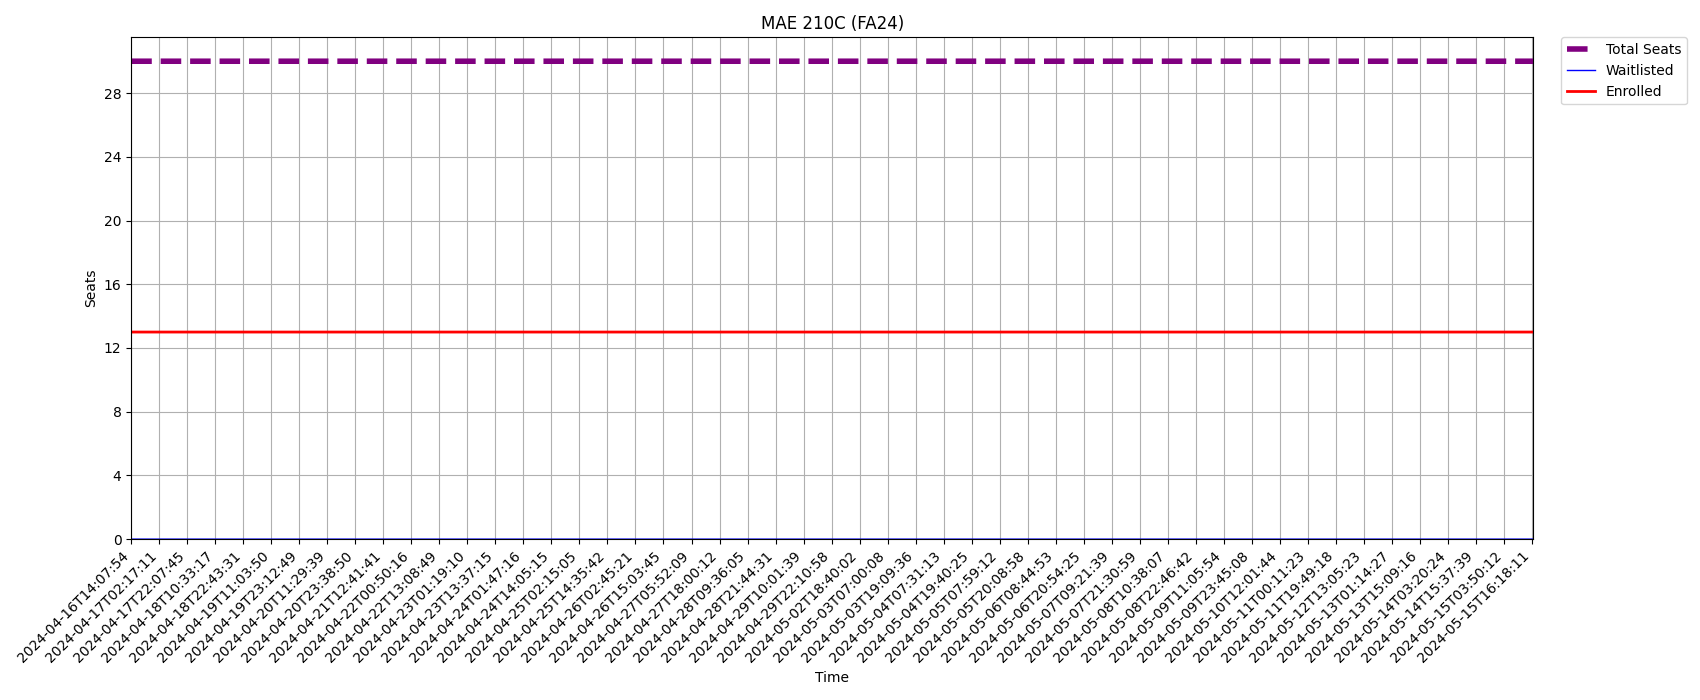 MAE 210C (FA24)
Total Seats
Waitlisted
Enrolled
Seats
28
24
20
16
12
8
4
0
2024-04-16T14:07:54
2024-04-17T02:17:11
2024-04-17T22:07:45
2024-04-18T10:33:17
2024-04-18T22:43:31
2024-04-19T11:03:50
2024-04-19T23:12:49
2024-04-20T11:29:39
2024-04-20T23:38:50
2024-04-21T12:41:41
2024-04-22T00:50:16
2024-04-22T13:08:49
2024-04-23T01:19:10
2024-04-23T13:37:15
2024-04-24T01:47:16
2024-04-24T14:05:15
2024-04-25T02:15:05
2024-04-25T14:35:42
2024-04-26T02:45:21
2024-04-26T15:03:45
2024-04-27T05:52:09
2024-04-27T18:00:12
2024-04-28T09:36:05
2024-04-28T21:44:31
2024-04-29T10:01:39
2024-04-29T22:10:58
2024-05-02T18:40:02
2024-05-03T07:00:08
2024-05-03T19:09:36
2024-05-04T07:31:13
2024-05-04T19:40:25
2024-05-05T07:59:12
2024-05-05T20:08:58
2024-05-06T08:44:53
2024-05-06T20:54:25
2024-05-07T09:21:39
2024-05-07T21:30:59
2024-05-08T10:38:07
2024-05-08T22:46:42
2024-05-09T11:05:54
2024-05-09T23:45:08
2024-05-10T12:01:44
2024-05-11T00:11:23
2024-05-11T19:49:18
2024-05-12T13:05:23
2024-05-13T01:14:27
2024-05-13T15:09:16
2024-05-14T03:20:24
2024-05-14T15:37:39
2024-05-15T03:50:12
2024-05-15T16:18:11
Time